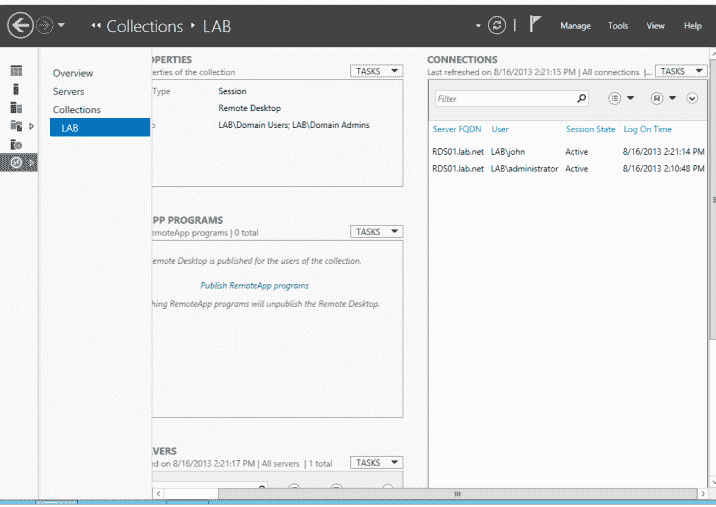 Collections • LAB
Manage Tools View Help
Overview
Servers
Collections
LAB
OPERTIES
erties of the collection
TASKS
Type Session
Remote Desktop
LAB\Domain Users; LAB\Domain Admins
APP PROGRAMS
emoteApp programs | 0 total
TASKS
emote Desktop is published for the users of the collection.
Publish RemoteApp programs
hing RemoteApp programs will unpublish the Remote Desktop.
VERS
ed on 8/16/2013 2:21:17 PM | All servers | 1 total
TASKS
CONNECTIONS
Last refreshed on 8/16/2013 2:21:15 PM | All connections |...
TASKS
Filter
Server FQDN User Session State Log On Time
RDS01.lab.net LAB\john Active 8/16/2013 2:21:14 PM
RDS01.lab.net LAB\administrator Active 8/16/2013 2:10:48 PM